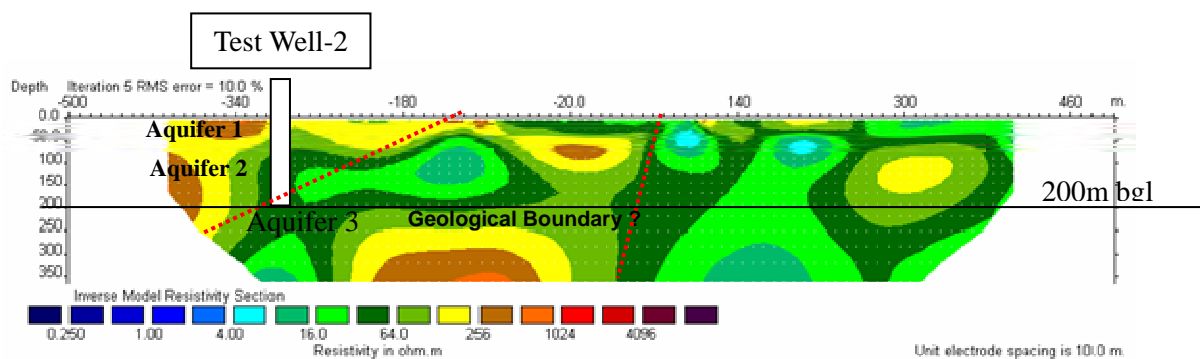 Test Well-2
Depth Iteration 5 RMS error = 10.0 %
-500 -340 -180 -20.0 140 300 460 m.
0.0
Aquifer 1
100
Aquifer 2
150
200m bgl
200
Aquifer 3 Geological Boundary ?
250
300
350
Inverse Model Resistivity Section
0.250 1.00 4.00 16.0 64.0 256 1024 4096
Resistivity in ohm.m Unit electrode spacing is 10.0 m.